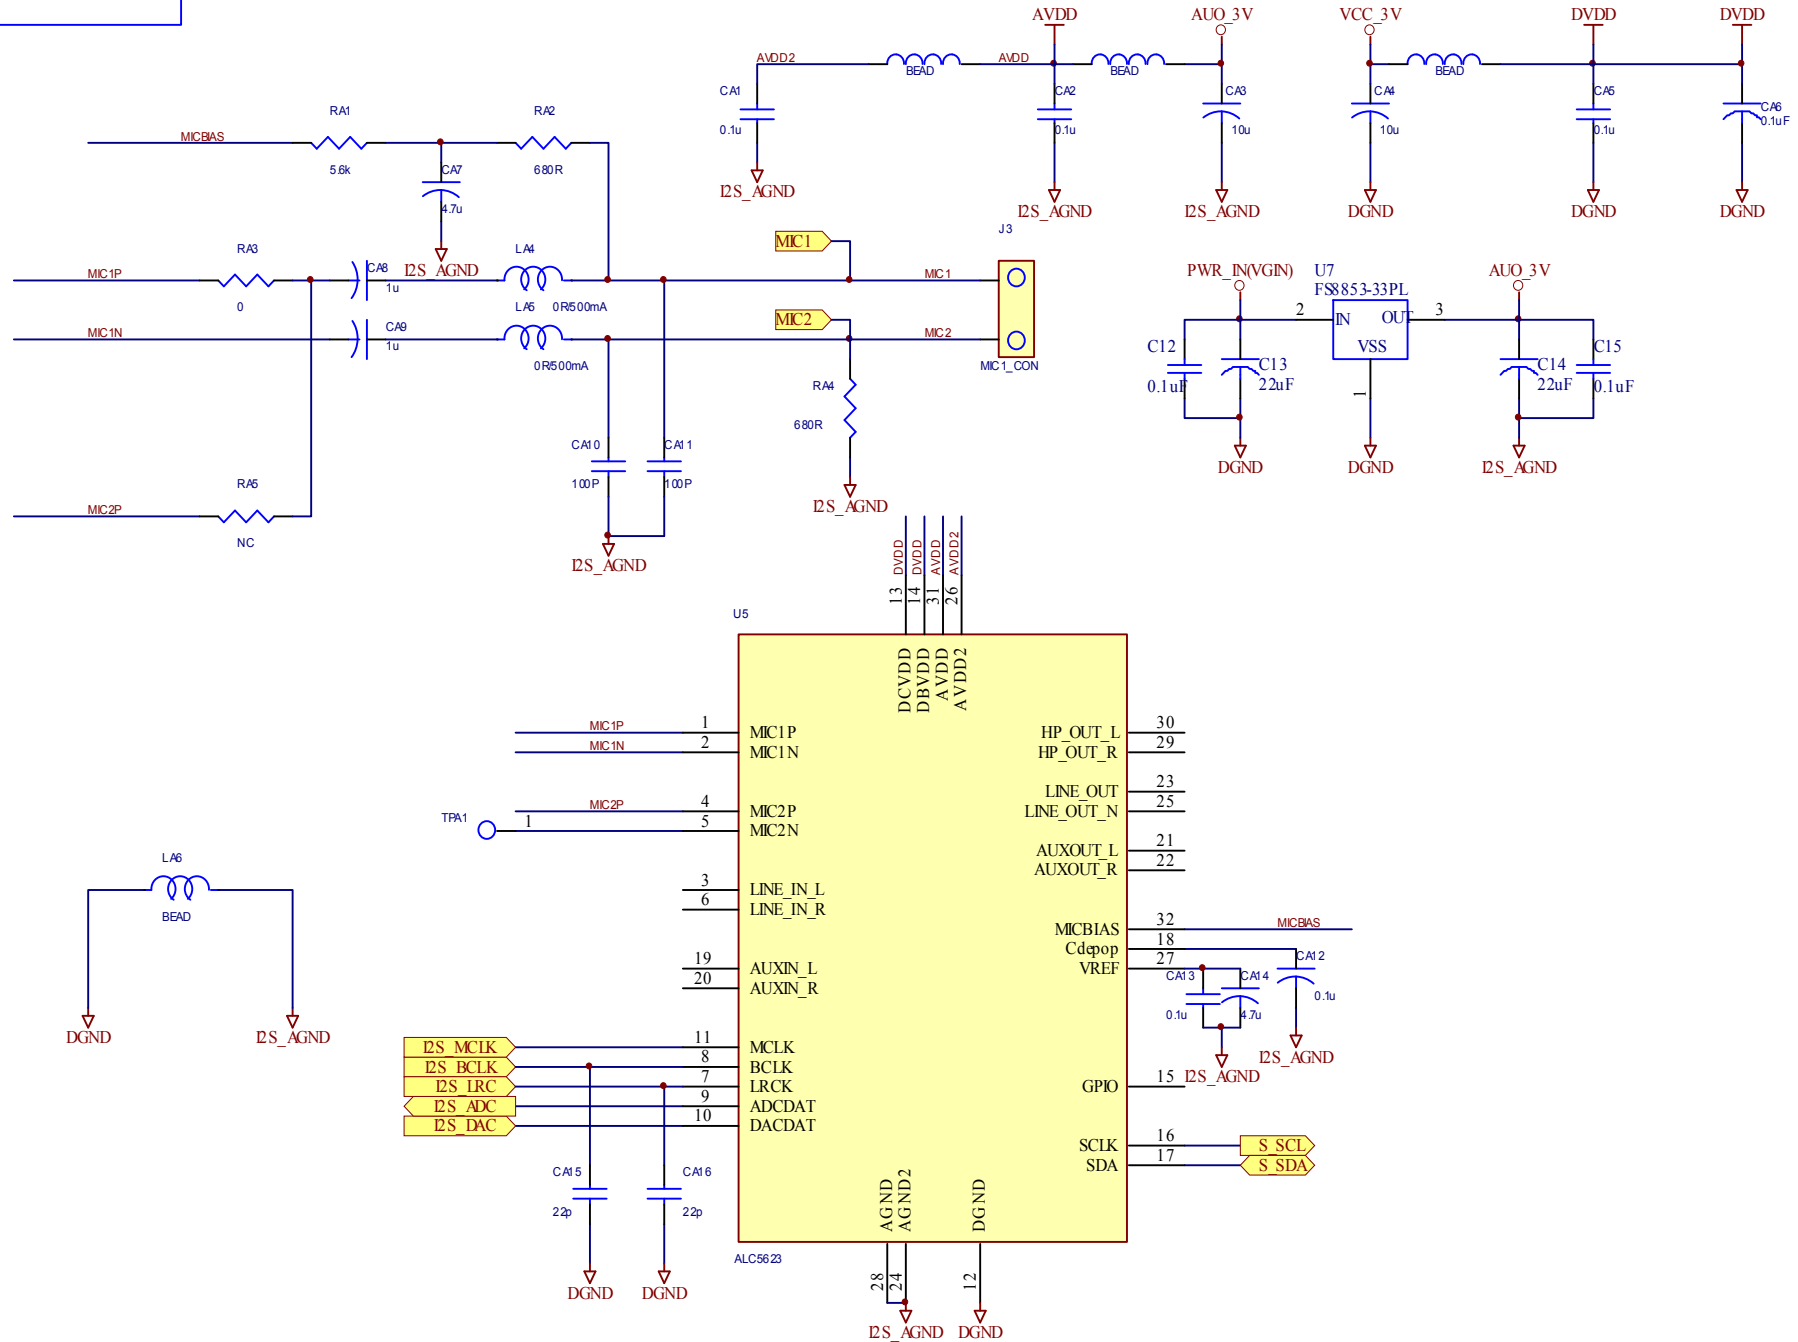 AVDD
AUO_3V
VCC_3V
DVDD
DVDD
AVDD2
BEAD
AVDD
BEAD
BEAD
CA1
0.1u
I2S_AGND
CA2
0.1u
I2S_AGND
CA3
10u
I2S_AGND
CA4
10u
DGND
CA5
0.1u
DGND
CA6
0.1uF
DGND
MICBIAS
RA1
5.6k
CA7
4.7u
I2S_AGND
RA2
680R
MIC1P
RA3
0
CA8
1u
LA4
0R/500mA
MIC1
MIC1
J3
MIC1N
CA9
1u
LA5
0R/500mA
MIC2
MIC2
MIC1_CON
RA4
680R
I2S_AGND
CA10
100P
CA11
100P
I2S_AGND
MIC2P
RA5
NC
PWR_IN(VGIN)
U7
FS8853-33PL
AUO_3V
2
IN
OUT
3
VSS
1
C12
0.1uF
C13
22uF
C14
22uF
C15
0.1uF
DGND
DGND
I2S_AGND
DVDD
DVDD
AVDD
AVDD2
13
14
31
26
U5
DCVDD
DBVDD
AVDD
AVDD2
MIC1P
1
MIC1P
MIC1N
2
MIC1N
MIC2P
4
MIC2P
TPA1
1
5
MIC2N
3
LINE_IN_L
6
LINE_IN_R
19
AUXIN_L
20
AUXIN_R
I2S_MCLK
11
MCLK
I2S_BCLK
8
BCLK
I2S_LRC
7
LRCK
I2S_ADC
9
ADCDAT
I2S_DAC
10
DACDAT
HP_OUT_L
30
HP_OUT_R
29
LINE_OUT
23
LINE_OUT_N
25
AUXOUT_L
21
AUXOUT_R
22
MICBIAS
32
MICBIAS
Cdepop
18
VREF
27
CA12
0.1u
I2S_AGND
CA13
0.1u
CA14
4.7u
I2S_AGND
GPIO
15
SCLK
16
S_SCL
SDA
17
S_SDA
LA6
BEAD
DGND
I2S_AGND
CA15
22p
DGND
CA16
22p
DGND
AGND
AGND2
DGND
ALC5623
28
24
12
I2S_AGND
DGND